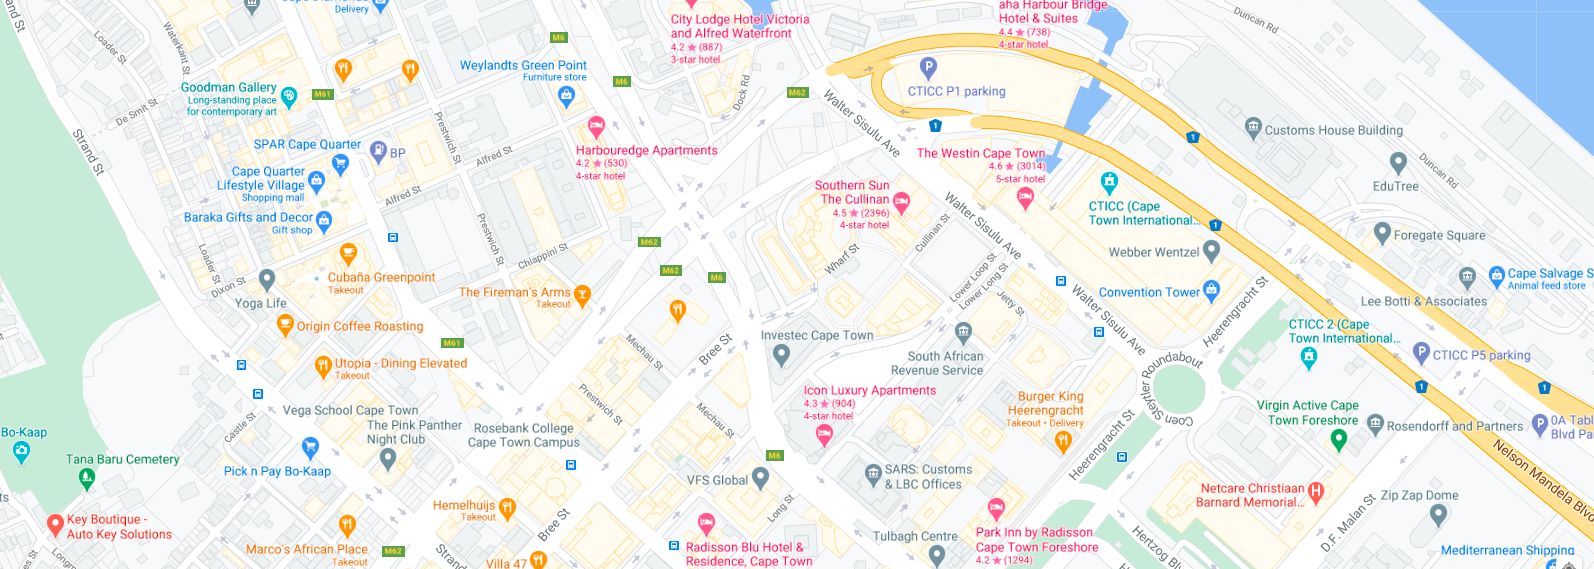 and St
Loader St
Waterkant St
Cape Diamonds
Delivery
City Lodge Hotel Victoria
and Alfred Waterfront
4.2 ★ (887)
3-star hotel
aha Harbour Bridge
Hotel & Suites
4.4 ★ (738)
4-star hotel
Duncan Rd
M6
Weylandts Green Point
Furniture store
M6
Dock Rd
M62
P
CTICC P1 parking
Goodman Gallery
Long-standing place
for contemporary art
M61
De Smit St
Prestwich St
Walter Sisulu Ave
1
1
Customs House Building
Strand St
SPAR Cape Quarter
BP
Alfred St
Harbouredge Apartments
4.2 ★ (530)
4-star hotel
The Westin Cape Town
4.6 ★ (3014)
5-star hotel
Duncan Rd
EduTree
Cape Quarter
Lifestyle Village
Shopping mall
Alfred St
Southern Sun
The Cullinan
4.5 ★ (2396)
4-star hotel
CTICC (Cape
Town International...
Baraka Gifts and Decor
Gift shop
Prestwich St
Cullinan St
Walter Sisulu Ave
1
Foregate Square
M62
Chiappini St
Wharf St
Webber Wentzel
Loader St
Dixon St
Cubaña Greenpoint
Takeout
M62
M6
Lower Loop St
Lower Long St
Jetty St
Convention Tower
Heerengracht St
Cape Salvage S
Animal feed store
Lee Botti & Associates
Yoga Life
The Fireman's Arms
Takeout
Walter Sisulu Ave
Origin Coffee Roasting
M61
Mechau St
Bree St
Investec Cape Town
South African
Revenue Service
CTICC 2 (Cape
Town International...
P
CTICC P5 parking
Utopia - Dining Elevated
Takeout
Coen Steytler Roundabout
1
1
Prestwich St
Icon Luxury Apartments
4.3 ★ (904)
4-star hotel
Burger King
Heerengracht
Takeout • Delivery
Virgin Active Cape
Town Foreshore
Castle St
Vega School Cape Town
The Pink Panther
Night Club
Rosebank College
Cape Town Campus
Mechau St
Heerengracht St
Rosendorff and Partners
P
0A Tabl
Blvd Pa
Bo-Kaap
Tana Baru Cemetery
Pick n Pay Bo-Kaap
M6
VFS Global
SARS: Customs
& LBC Offices
Nelson Mandela Blvd
Netcare Christiaan
Barnard Memorial...
H
Zip Zap Dome
Hemelhuijs
Takeout
Bree St
Long St
D.F. Malan St
Key Boutique -
Auto Key Solutions
Marco's African Place
Takeout
M62
Strand
Villa 47
Radisson Blu Hotel &
Residence, Cape Town
Tulbagh Centre
Park Inn by Radisson
Cape Town Foreshore
4.2 ★ (1294)
Hertzog Blvd
Mediterranean Shipping
Longm
ts